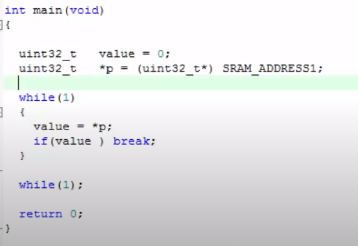 int main(void)
{
uint32_t value = 0;
uint32_t *p = (uint32_t*) SRAM_ADDRESS1;
while(1)
{
value = *p;
if(value ) break;
}
while(1);
return 0;
}